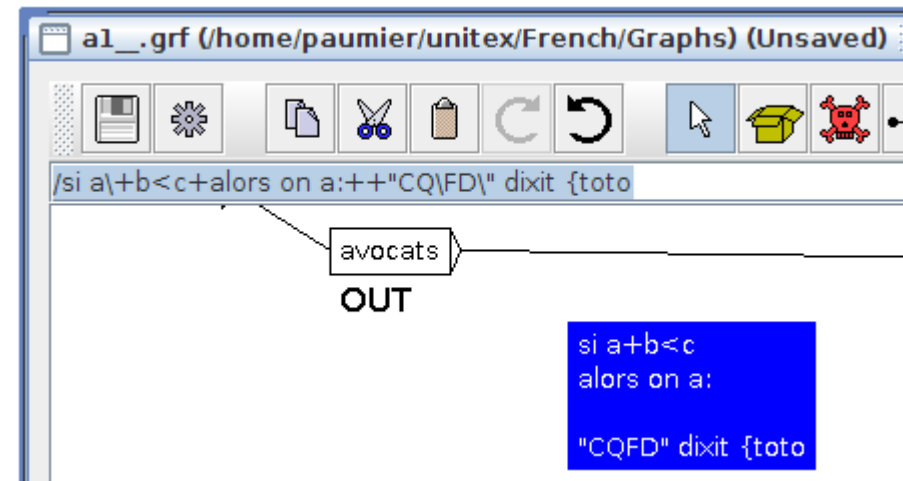 a1__.grf (/home/paumier/unitex/French/Graphs) (Unsaved)
/si a\+b<c+alors on a:++"CQ\FD\" dixit {toto
avocats
OUT
si a+b<c
alors on a:
"CQFD" dixit {toto